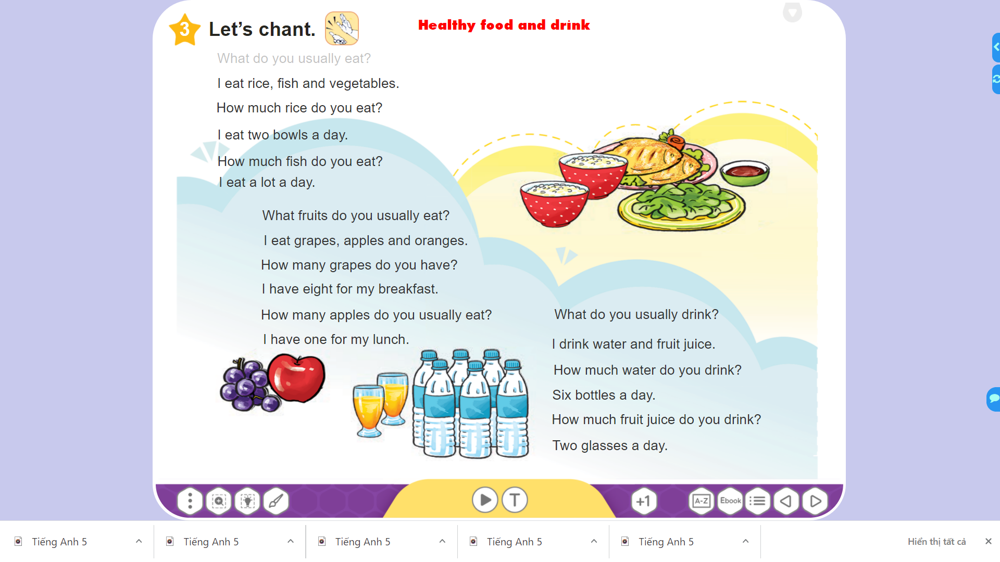 3 Let's chant.
Healthy food and drink
What do you usually eat?
I eat rice, fish and vegetables.
How much rice do you eat?
I eat two bowls a day.
How much fish do you eat?
I eat a lot a day.
What fruits do you usually eat?
I eat grapes, apples and oranges.
How many grapes do you have?
I have eight for my breakfast.
How many apples do you usually eat?
I have one for my lunch.
What do you usually drink?
I drink water and fruit juice.
How much water do you drink?
Six bottles a day.
How much fruit juice do you drink?
Two glasses a day.
T
+1
A-Z
Ebook
Tiếng Anh 5
Tiếng Anh 5
Tiếng Anh 5
Tiếng Anh 5
Tiếng Anh 5
Hiển thị tất cả